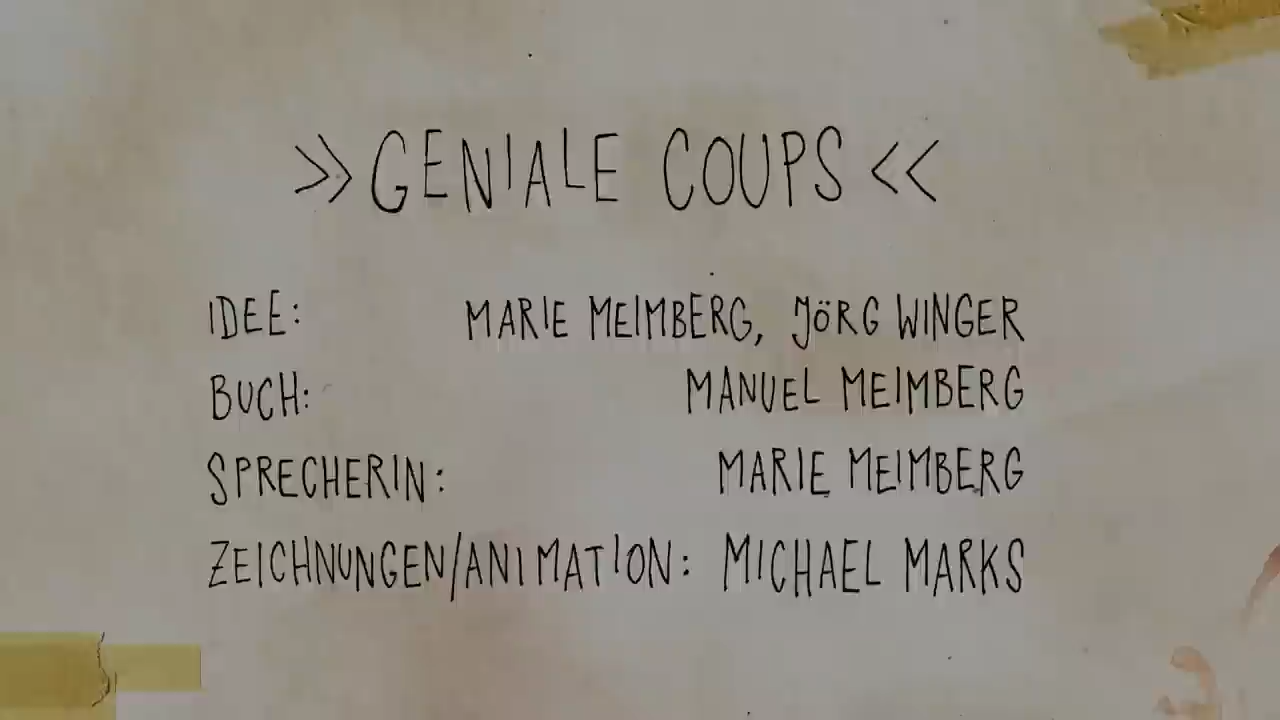 >> GENIALE COUPS <<
IDEE: MARIE MEIMBERG, JÖRG WINGER
BUCH: MANUEL MEIMBERG
SPRECHERIN: MARIE MEIMBERG
ZEICHNUNGEN/ANIMATION: MICHAEL MARKS